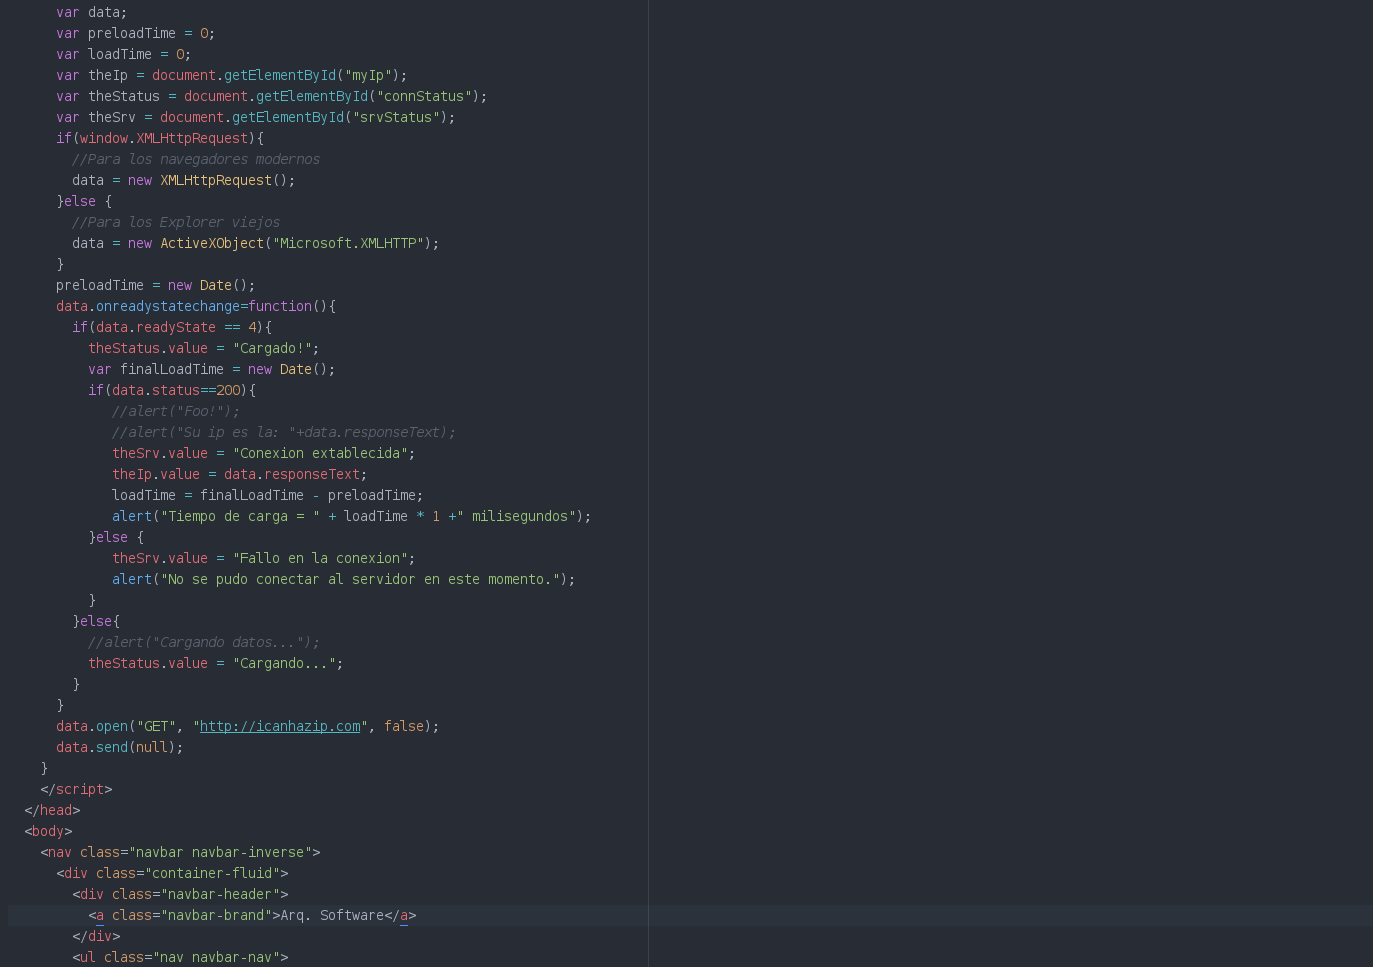 var data;
var preloadTime = 0;
var loadTime = 0;
var theIp = document.getElementById("myIp");
var theStatus = document.getElementById("connStatus");
var theSrv = document.getElementById("srvStatus");
if(window.XMLHttpRequest){
//Para los navegadores modernos
data = new XMLHttpRequest();
}else {
//Para los Explorer viejos
data = new ActiveXObject("Microsoft.XMLHTTP");
}
preloadTime = new Date();
data.onreadystatechange=function(){
if(data.readyState == 4){
theStatus.value = "Cargado!";
var finalLoadTime = new Date();
if(data.status==200){
//alert("Foo!");
//alert("Su ip es la: "+data.responseText);
theSrv.value = "Conexion extablecida";
theIp.value = data.responseText;
loadTime = finalLoadTime - preloadTime;
alert("Tiempo de carga = " + loadTime * 1 +" milisegundos");
}else {
theSrv.value = "Fallo en la conexion";
alert("No se pudo conectar al servidor en este momento.");
}
}else{
//alert("Cargando datos...");
theStatus.value = "Cargando...";
}
}
data.open("GET", "http://icanhazip.com", false);
data.send(null);
}
</script>
</head>
<body>
<nav class="navbar navbar-inverse">
<div class="container-fluid">
<div class="navbar-header">
<a class="navbar-brand">Arq. Software</a>
</div>
<ul class="nav navbar-nav">